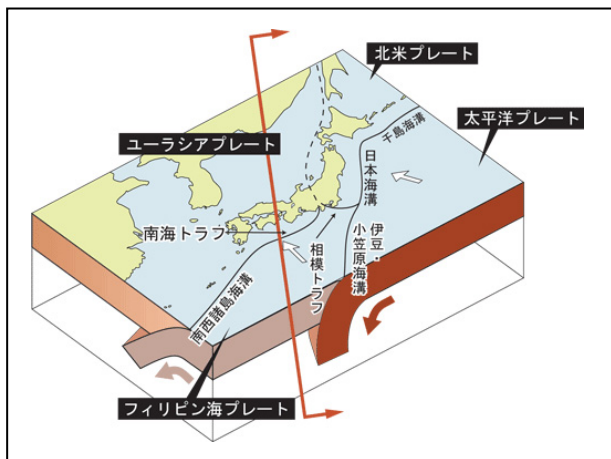 北米プレート
太平洋プレート
ユーラシアプレート
千島海溝
日本海溝
南海トラフ
伊豆・
小笠原海溝
相模トラフ
南西諸島海溝
フィリピン海プレート